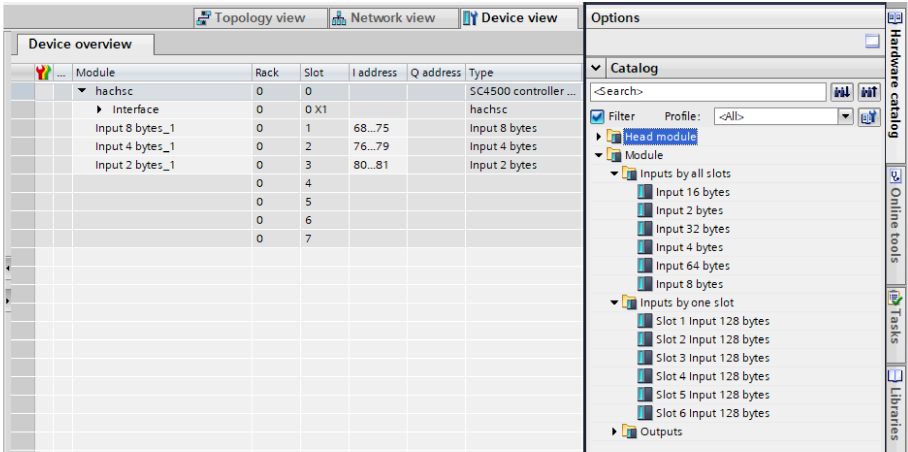 Topology view Network view Device view
Device overview
... Module Rack Slot I address Q address Type
hachsc 0 0 SC4500 controller ...
Interface 0 0 X1 hachsc
Input 8 bytes_1 0 1 68...75 Input 8 bytes
Input 4 bytes_1 0 2 76...79 Input 4 bytes
Input 2 bytes_1 0 3 80...81 Input 2 bytes
0 4
0 5
0 6
0 7
Options
Catalog
<Search>
Filter Profile: <All>
Head module
Module
Inputs by all slots
Input 16 bytes
Input 2 bytes
Input 32 bytes
Input 4 bytes
Input 64 bytes
Input 8 bytes
Inputs by one slot
Slot 1 Input 128 bytes
Slot 2 Input 128 bytes
Slot 3 Input 128 bytes
Slot 4 Input 128 bytes
Slot 5 Input 128 bytes
Slot 6 Input 128 bytes
Outputs
Hardware catalog
Online tools
Tasks
Libraries